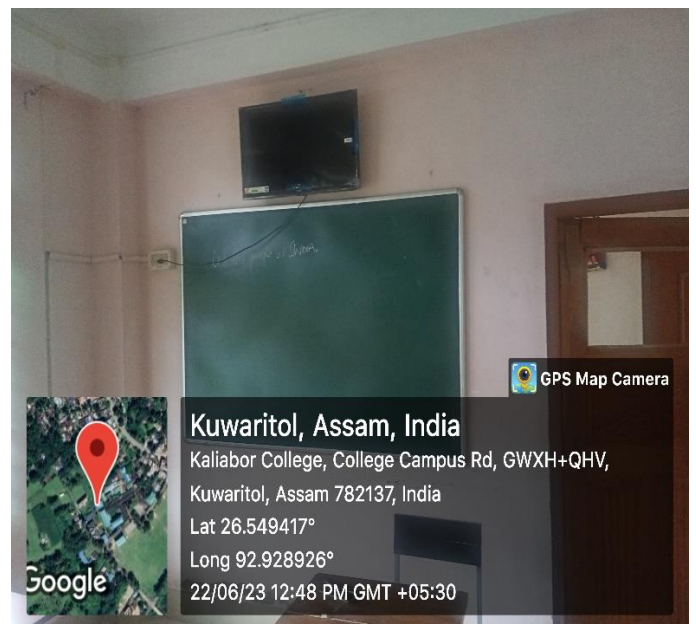 GPS Map Camera
Kuwaritol, Assam, India
Kaliabor College, College Campus Rd, GWXH+QHV,
Kuwaritol, Assam 782137, India
Lat 26.549417°
Long 92.928926°
22/06/23 12:48 PM GMT +05:30
Google